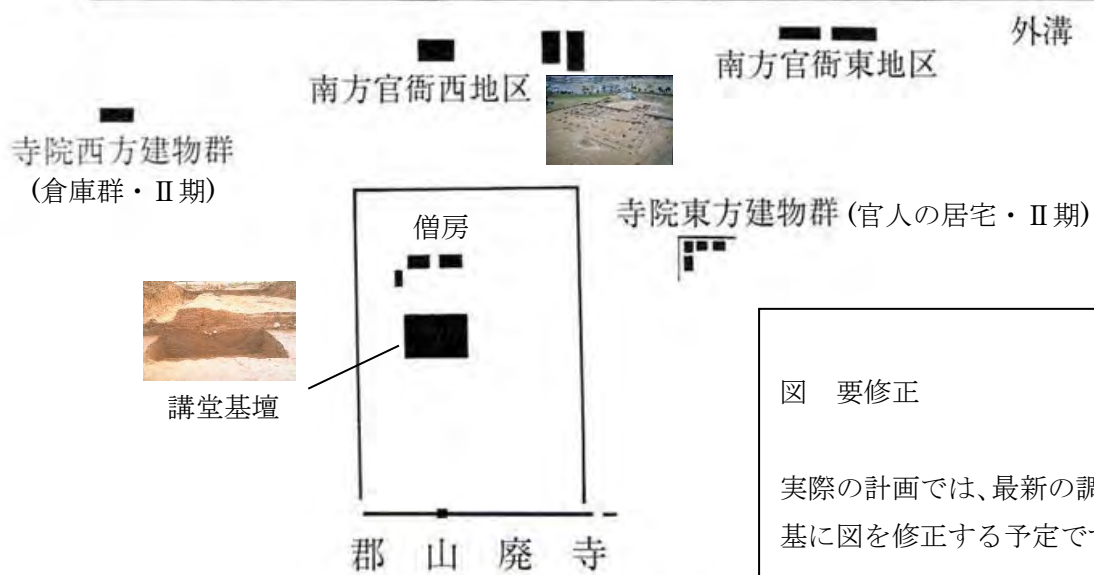 外溝
南方官衙西地区
南方官衙東地区
寺院西方建物群
(倉庫群・Ⅱ期)
寺院東方建物群 (官人の居宅・Ⅱ期)
僧房
講堂基壇
郡山廃寺
図 要修正
実際の計画では、最新の調
基に図を修正する予定で